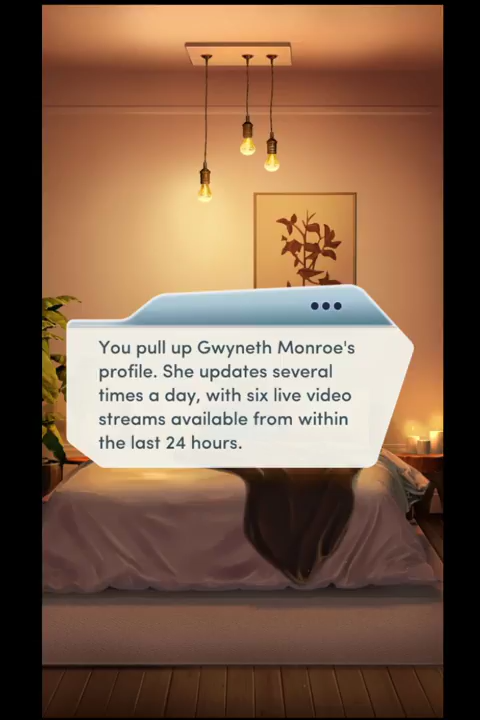 You pull up Gwyneth Monroe's
profile. She updates several
times a day, with six live video
streams available from within
the last 24 hours.